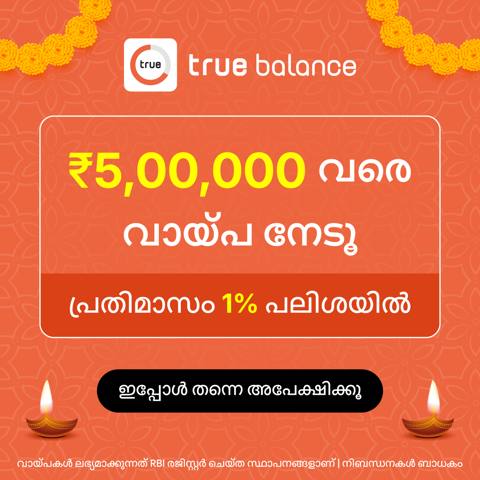 true
true balance
₹5,00,000 വരെ
വായ്പ നേടൂ
പ്രതിമാസം 1% പലിശയിൽ
ഇപ്പോൾ തന്നെ അപേക്ഷിക്കൂ
വായ്പകൾ ലഭ്യമാക്കുന്നത് RBI രജിസ്റ്റർ ചെയ്ത സ്ഥാപനങ്ങളാണ് | നിബന്ധനകൾ ബാധകം